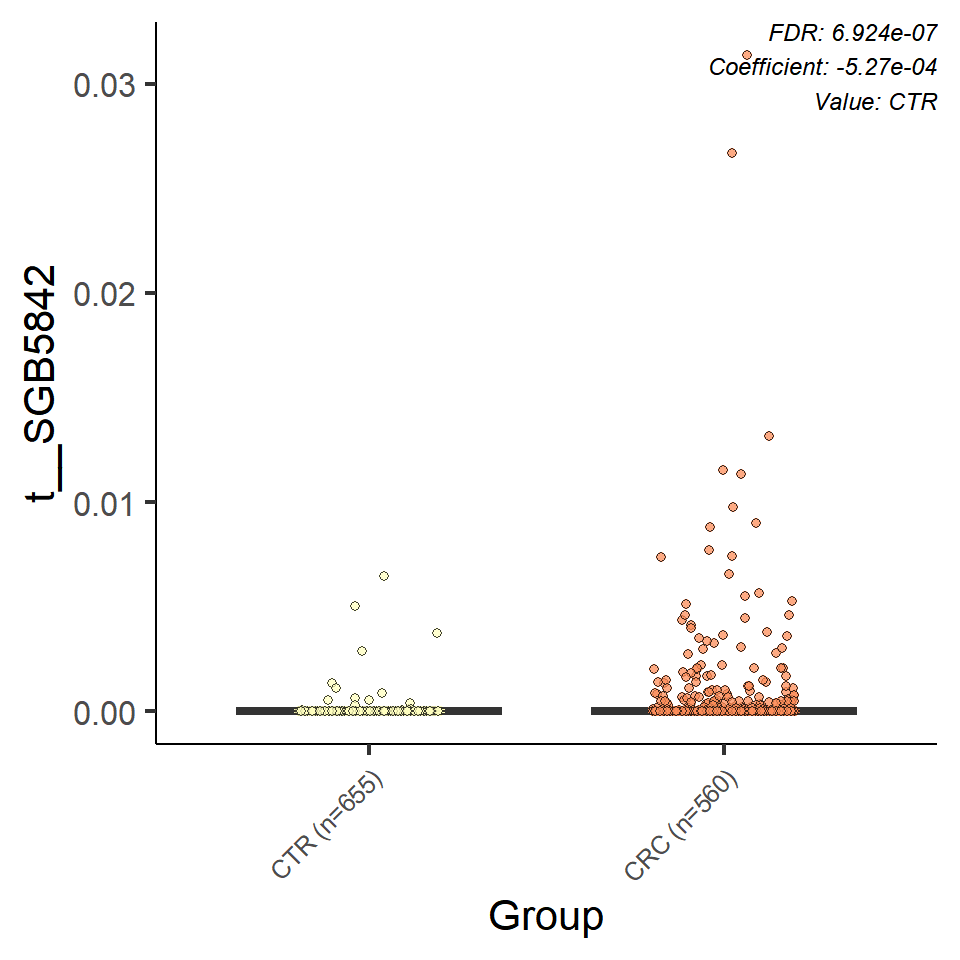 FDR: 6.924e-07
Coefficient: -5.27e-04
Value: CTR
0.03
0.02
0.01
0.00
t__SGB5842
CTR (n=655)
CRC (n=560)
Group